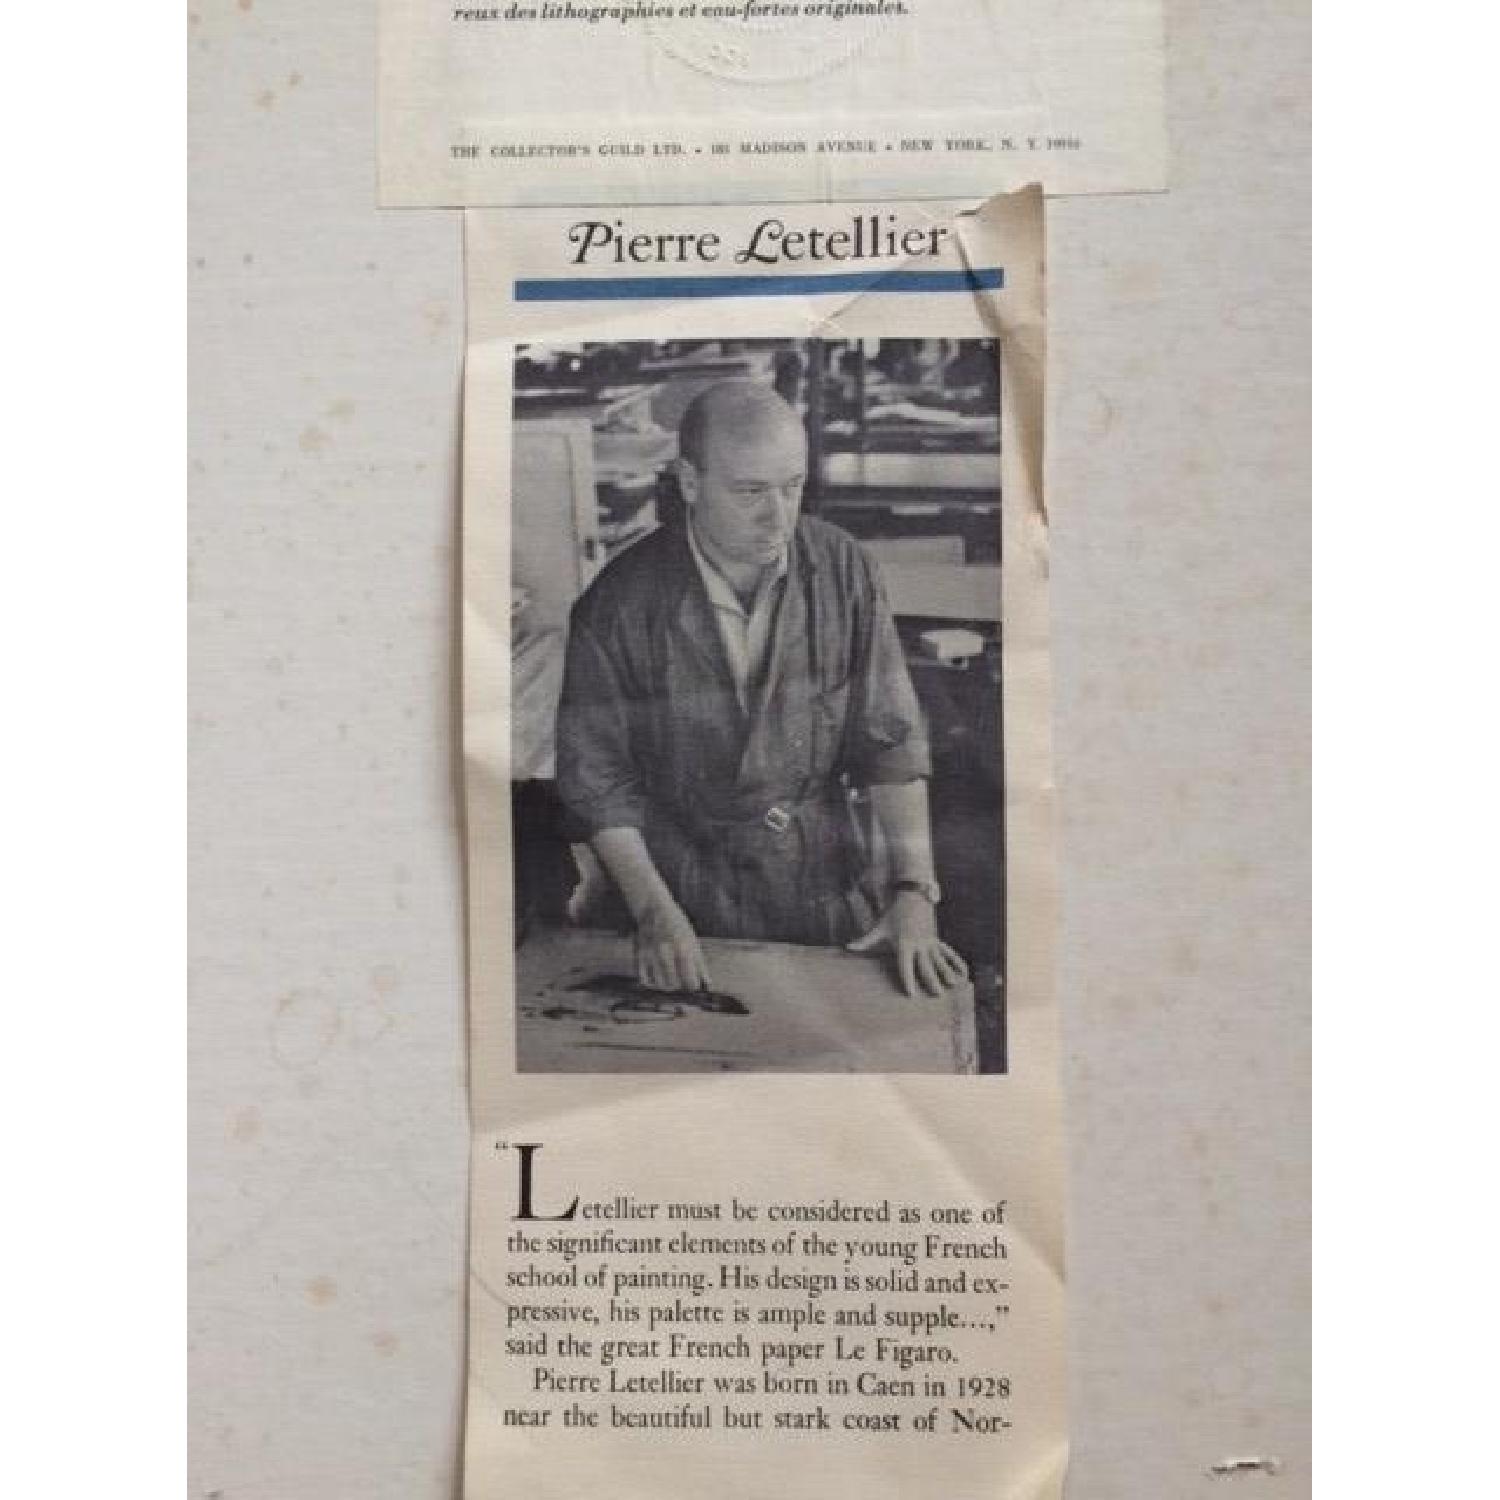 reux des lithographies et eau-fortes originales.
THE COLLECTOR'S GUILD LTD. • MADISON AVENUE • NEW YORK, N. Y.
Pierre Letellier
“Letellier must be considered as one of
the significant elements of the young French
school of painting. His design is solid and ex-
pressive, his palette is ample and supple...,”
said the great French paper Le Figaro.
Pierre Letellier was born in Caen in 1928
near the beautiful but stark coast of Nor-